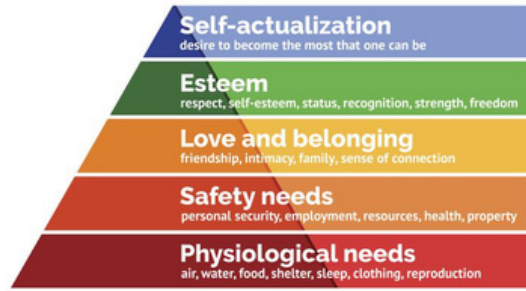 Self-actualization
desire to become the most that one can be
Esteem
respect, self-esteem, status, recognition, strength, freedom
Love and belonging
friendship, intimacy, family, sense of connection
Safety needs
personal security, employment, resources, health, property
Physiological needs
air, water, food, shelter, sleep, clothing, reproduction